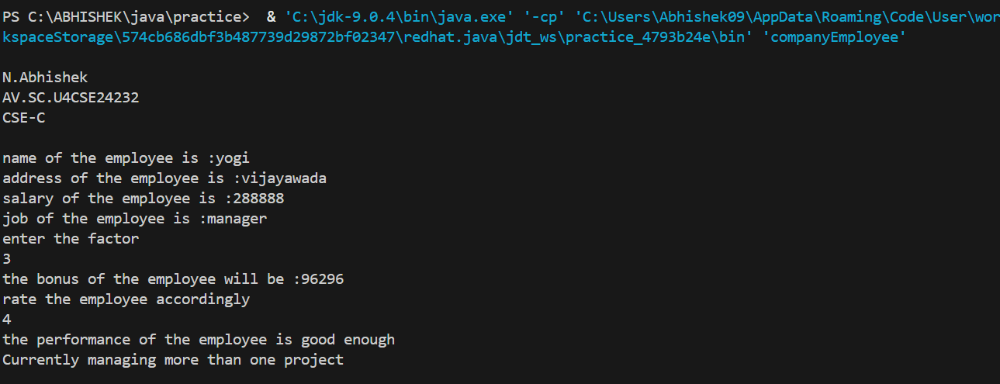 PS C:\ABHISHEK\java\practice>  & 'C:\jdk-9.0.4\bin\java.exe' '-cp' 'C:\Users\Abhishek09\AppData\Roaming\Code\User\wor
kspaceStorage\574cb686dbf3b487739d29872bf02347\redhat.java\jdt_ws\practice_4793b24e\bin' 'companyEmployee'
N.Abhishek
AV.SC.U4CSE24232
CSE-C
name of the employee is :yogi
address of the employee is :vijayawada
salary of the employee is :288888
job of the employee is :manager
enter the factor
3
the bonus of the employee will be :96296
rate the employee accordingly
4
the performance of the employee is good enough
Currently managing more than one project